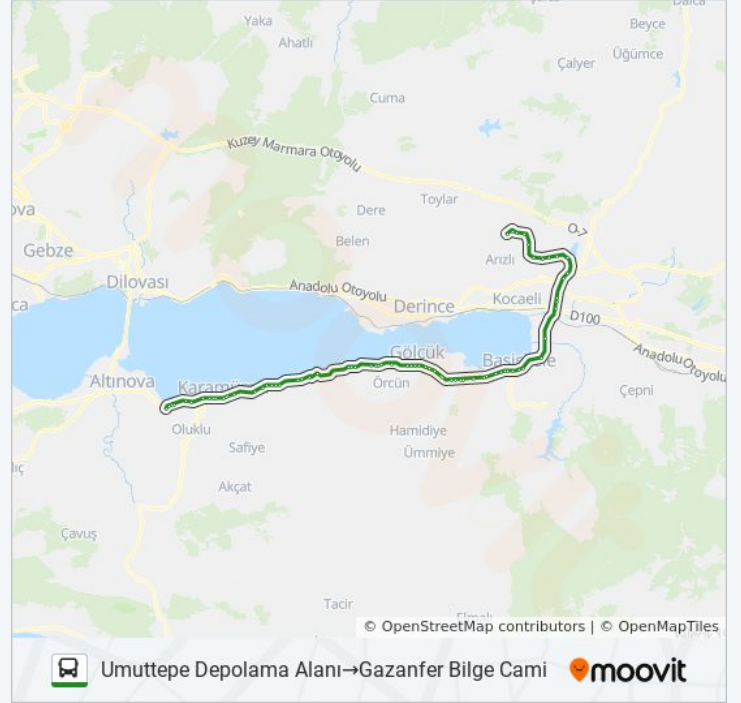 Yaka
Ahatlı
Beyce
Üğümce
Çalyer
Cuma
Kuzey Marmara Otoyolu
Toylar
Dere
O-7
Belen
Gebze
Arızlı
Dilovası
Anadolu Otoyolu
Kocaeli
Derince
D100
Gölcük
Anadolu Otoyolu
Altınova
Örcün
Çepni
Oluklu
Hamidiye
Safiye
Ümmiye
Akçat
Çavuş
Tacir
© OpenStreetMap contributors | © OpenMapTiles
Umuttepe Depolama Alanı→Gazanfer Bilge Cami
moovit